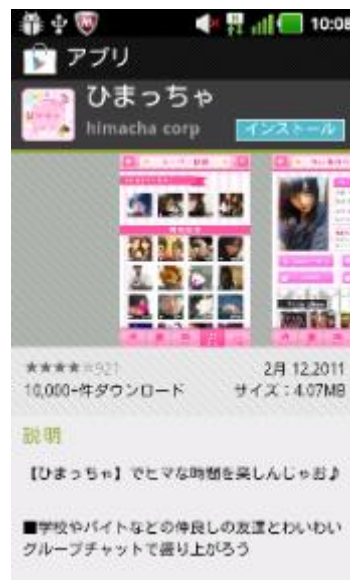 10:08
アプリ
ひまっちゃ
himacha corp
インストール
★★★★★921
2月 12,2011
10,000+件ダウンロード
サイズ:4.07MB
説明
【ひまっちゃ】でヒマな時間を楽しんじゃお♪
■学校やバイトなどの仲良しの友達とわいわい
グループチャットで盛り上がろう